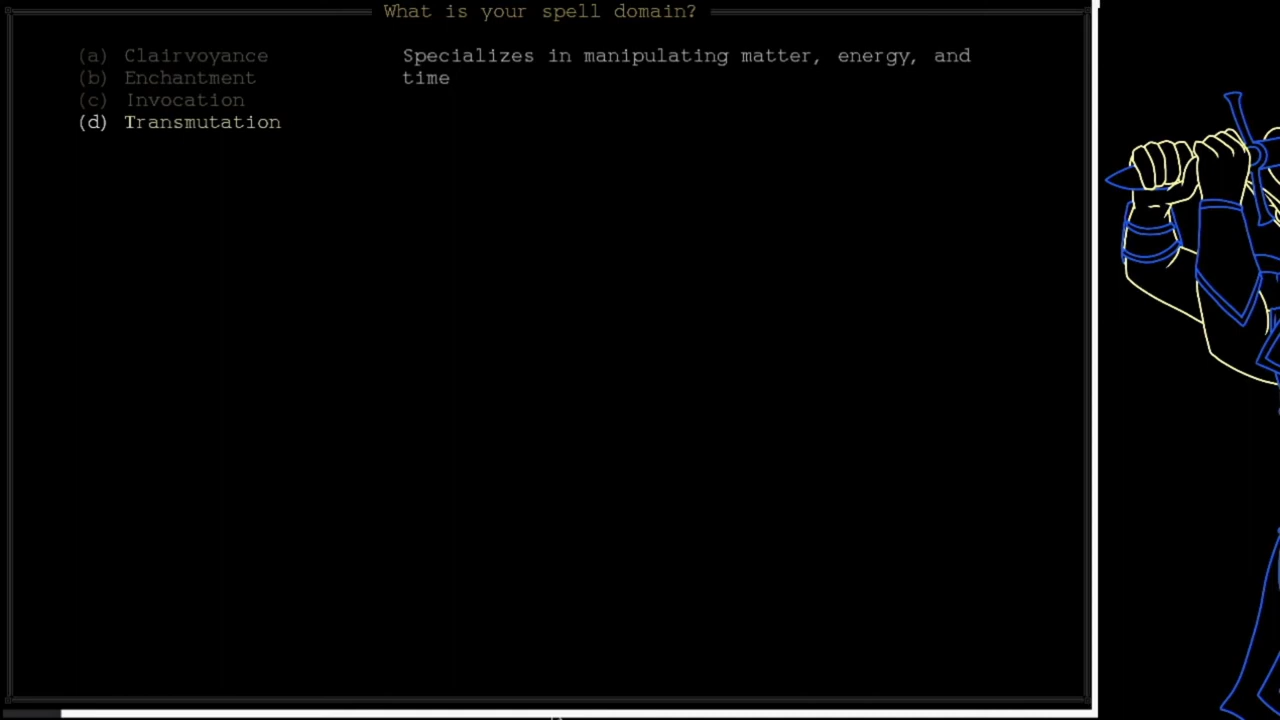 What is your spell domain?
(a) Clairvoyance
(b) Enchantment
(c) Invocation
(d) Transmutation
Specializes in manipulating matter, energy, and
time